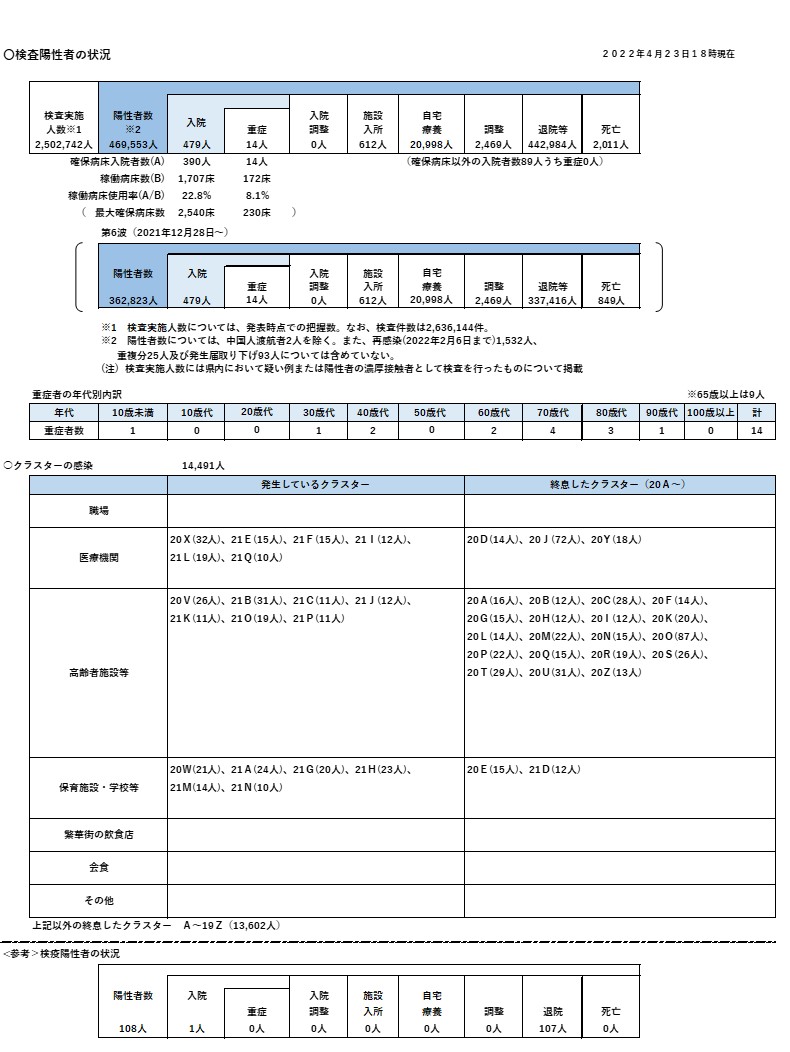 〇検査陽性者の状況
２０２２年４月２３日１８時現在
検査実施人数※1 陽性者数※2 入院 重症 入院調整 施設入所 自宅療養 調整 退院等 死亡
2,502,742人 469,553人 479人 14人 0人 612人 20,998人 2,469人 442,984人 2,011人
確保病床入院者数(A) 390人 14人 （確保病床以外の入院者数89人うち重症0人）
稼働病床数(B) 1,707床 172床
稼働病床使用率(A/B) 22.8% 8.1%
（ 最大確保病床数 2,540床 230床 ）
第6波（2021年12月28日～）
陽性者数 入院 重症 入院調整 施設入所 自宅療養 調整 退院等 死亡
362,823人 479人 14人 0人 612人 20,998人 2,469人 337,416人 849人
※1　検査実施人数については、発表時点での把握数。なお、検査件数は2,636,144件。
※2　陽性者数については、中国人渡航者2人を除く。また、再感染(2022年2月6日まで)1,532人、
重複分25人及び発生届取り下げ93人については含めていない。
(注)　検査実施人数には県内において疑い例または陽性者の濃厚接触者として検査を行ったものについて掲載
重症者の年代別内訳 ※65歳以上は9人
年代 10歳未満 10歳代 20歳代 30歳代 40歳代 50歳代 60歳代 70歳代 80歳代 90歳代 100歳以上 計
重症者数 1 0 0 1 2 0 2 4 3 1 0 14
〇クラスターの感染 14,491人
発生しているクラスター 終息したクラスター（20Ａ～）
職場
医療機関
20Ｘ(32人)、21Ｅ(15人)、21Ｆ(15人)、21Ｉ(12人)、
21Ｌ(19人)、21Ｑ(10人)
20Ｄ(14人)、20Ｊ(72人)、20Ｙ(18人)
高齢者施設等
20Ｖ(26人)、21Ｂ(31人)、21Ｃ(11人)、21Ｊ(12人)、
21Ｋ(11人)、21Ｏ(19人)、21Ｐ(11人)
20Ａ(16人)、20Ｂ(12人)、20Ｃ(28人)、20Ｆ(14人)、
20Ｇ(15人)、20Ｈ(12人)、20Ｉ(12人)、20Ｋ(20人)、
20Ｌ(14人)、20Ｍ(22人)、20Ｎ(15人)、20Ｏ(87人)、
20Ｐ(22人)、20Ｑ(15人)、20Ｒ(19人)、20Ｓ(26人)、
20Ｔ(29人)、20Ｕ(31人)、20Ｚ(13人)
保育施設・学校等
20Ｗ(21人)、21Ａ(24人)、21Ｇ(20人)、21Ｈ(23人)、
21Ｍ(14人)、21Ｎ(10人)
20Ｅ(15人)、21Ｄ(12人)
繁華街の飲食店
会食
その他
上記以外の終息したクラスター　Ａ～19Ｚ（13,602人）
<参考＞検疫陽性者の状況
陽性者数 入院 重症 入院調整 施設入所 自宅療養 調整 退院 死亡
108人 1人 0人 0人 0人 0人 0人 107人 0人